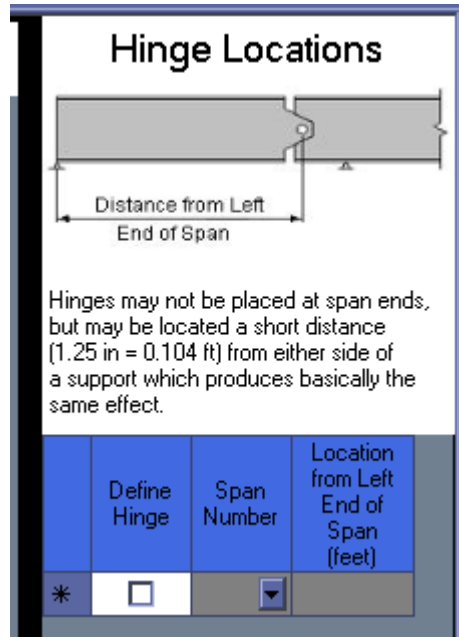 Hinge Locations
Distance from Left
End of Span
Hinges may not be placed at span ends,
but may be located a short distance
(1.25 in = 0.104 ft) from either side of
a support which produces basically the
same effect.
Define
Hinge
Span
Number
Location
from Left
End of
Span
(feet)
*